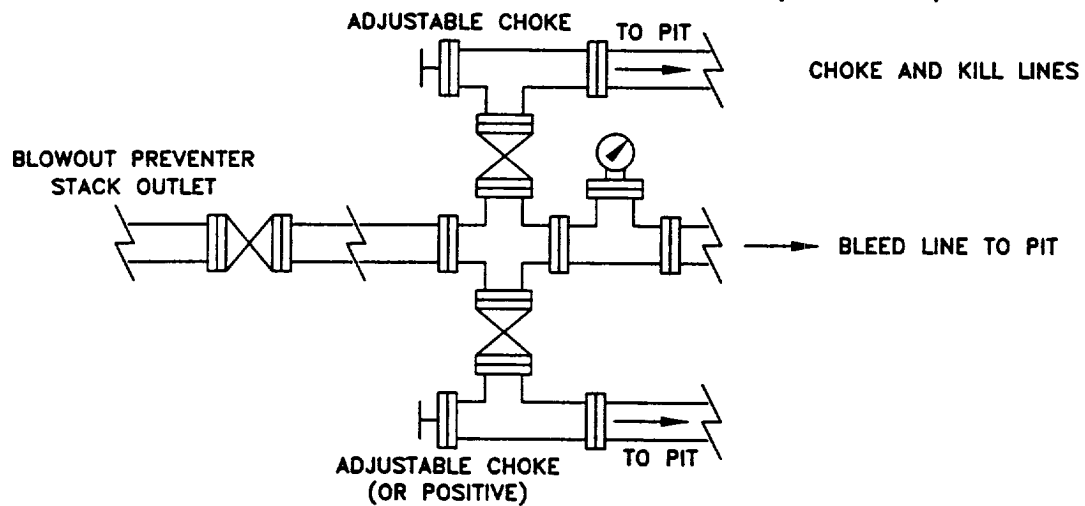 ADJUSTABLE CHOKE
TO PIT
CHOKE AND KILL LINES
BLOWOUT PREVENTER
STACK OUTLET
BLEED LINE TO PIT
TO PIT
ADJUSTABLE CHOKE
(OR POSITIVE)